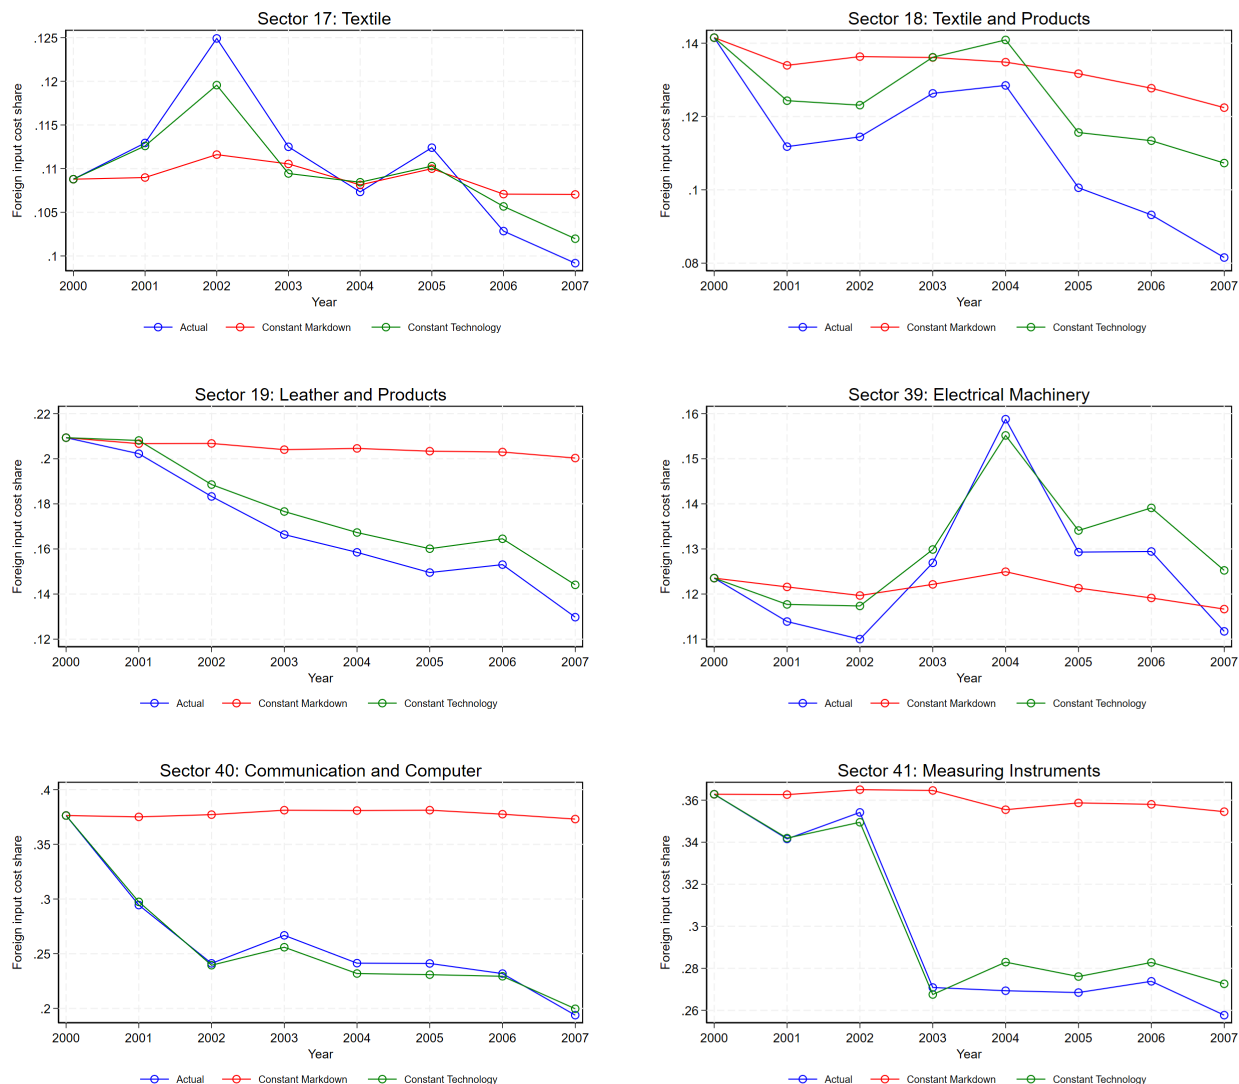 Sector 17: Textile
Foreign input cost share
.125
.12
.115
.11
.105
.1
2000 2001 2002 2003 2004 2005 2006 2007
Year
Actual Constant Markdown Constant Technology
Sector 18: Textile and Products
Foreign input cost share
.14
.12
.1
.08
2000 2001 2002 2003 2004 2005 2006 2007
Year
Actual Constant Markdown Constant Technology
Sector 19: Leather and Products
Foreign input cost share
.22
.2
.18
.16
.14
.12
2000 2001 2002 2003 2004 2005 2006 2007
Year
Actual Constant Markdown Constant Technology
Sector 39: Electrical Machinery
Foreign input cost share
.16
.15
.14
.13
.12
.11
2000 2001 2002 2003 2004 2005 2006 2007
Year
Actual Constant Markdown Constant Technology
Sector 40: Communication and Computer
Foreign input cost share
.4
.35
.3
.25
.2
2000 2001 2002 2003 2004 2005 2006 2007
Year
Actual Constant Markdown Constant Technology
Sector 41: Measuring Instruments
Foreign input cost share
.36
.34
.32
.3
.28
.26
2000 2001 2002 2003 2004 2005 2006 2007
Year
Actual Constant Markdown Constant Technology